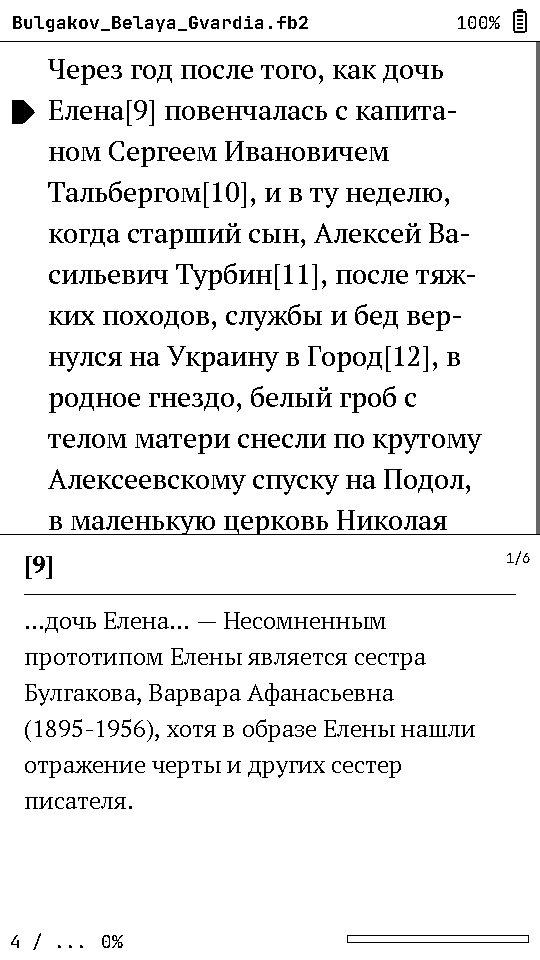 Bulgakov_Belaya_Gvardia.fb2 100%
Через год после того, как дочь
Елена[9] повенчалась с капита-
ном Сергеем Ивановичем
Тальбергом[10], и в ту неделю,
когда старший сын, Алексей Ва-
сильевич Турбин[11], после тяж-
ких походов, службы и бед вер-
нулся на Украину в Город[12], в
родное гнездо, белый гроб с
телом матери снесли по крутому
Алексеевскому спуску на Подол,
в маленькую церковь Николая
[9] 1/6
...дочь Елена... — Несомненным
прототипом Елены является сестра
Булгакова, Варвара Афанасьевна
(1895-1956), хотя в образе Елены нашли
отражение черты и других сестер
писателя.
4 / ... 0%